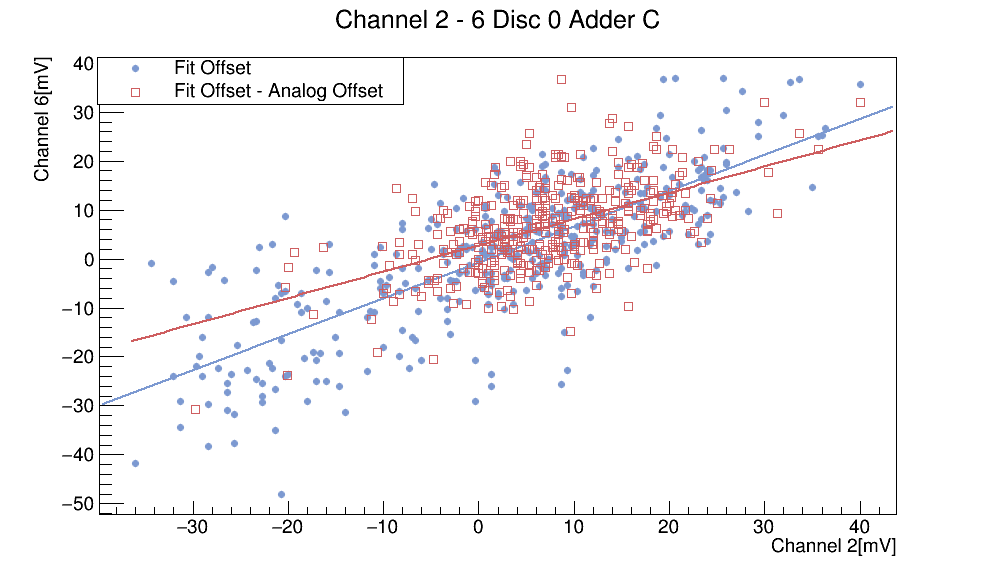 Channel 2 - 6 Disc 0 Adder C
Channel 6[mV]
Fit Offset
Fit Offset - Analog Offset
40
30
20
10
0
−10
−20
−30
−40
−50
−30 −20 −10 0 10 20 30 40
Channel 2[mV]